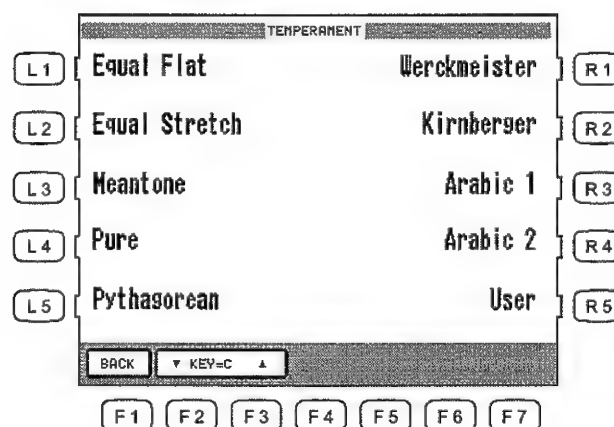 TEMPERAMENT
L1 Equal Flat Werckmeister R1
L2 Equal Stretch Kirnberger R2
L3 Meantone Arabic 1 R3
L4 Pure Arabic 2 R4
L5 Pythagorean User R5
BACK ▼ KEY=C ▲
F1 F2 F3 F4 F5 F6 F7